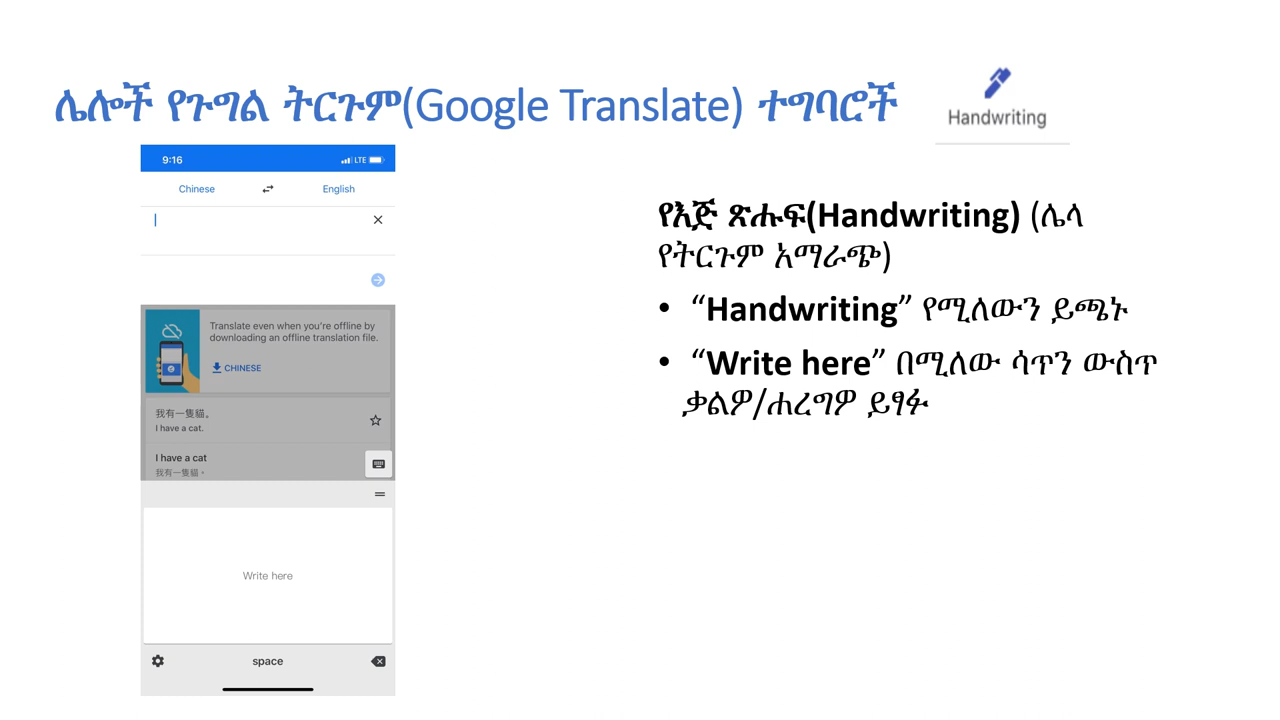 ሌሎች የጉግል ትርጉም(Google Translate) ተግባሮች
Handwriting
9:16
LTE
Chinese
English
Translate even when you're offline by
downloading an offline translation file.
CHINESE
我有一隻貓。
I have a cat.
I have a cat
我有一隻貓。
Write here
space
የእጅ ጽሑፍ(Handwriting) (ሌላ
የትርጉም አማራጭ)
• “Handwriting” የሚለውን ይጫኑ
• “Write here” በሚለው ሳጥን ውስጥ
ቃልዎ/ሐረግዎ ይፃፉ